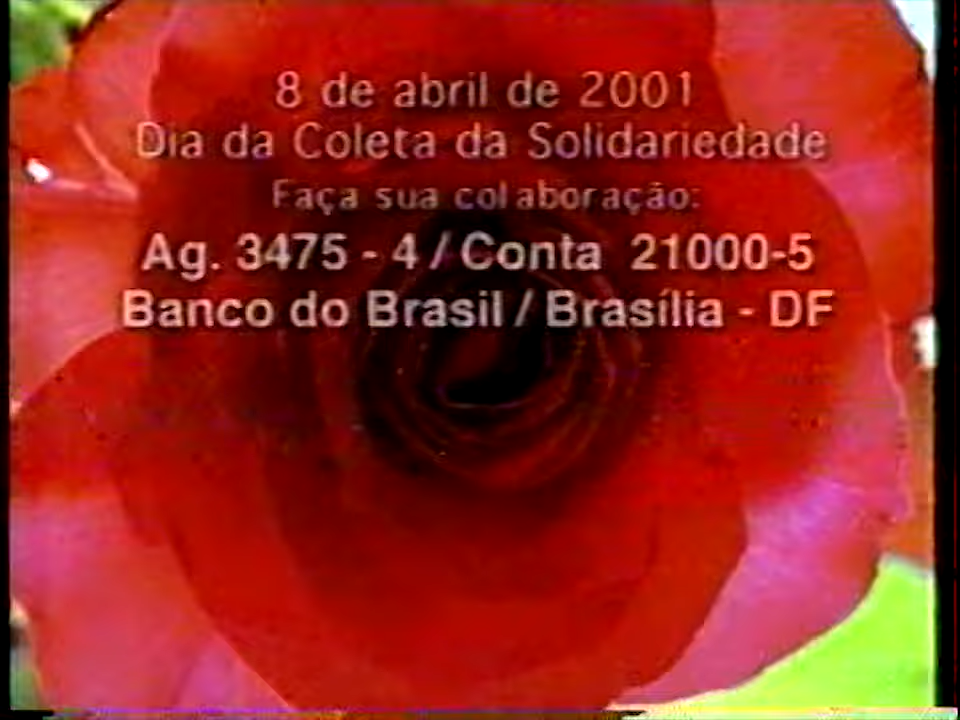 8 de abril de 2001
Dia da Coleta da Solidariedade
Faça sua colaboração:
Ag. 3475 - 4 / Conta 21000-5
Banco do Brasil / Brasília - DF